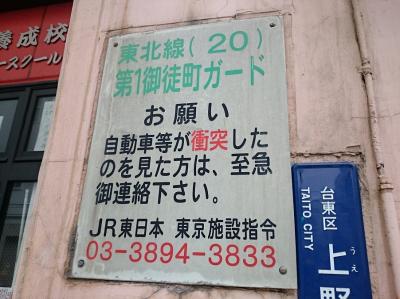 養成校
ースクール
東北線(20)
第1御徒町ガード
お願い
自動車等が衝突した
のを見た方は、至急
御連絡下さい。
JR東日本 東京施設指令
03-3894-3833
台東区
TAITO CITY
うえ
上野